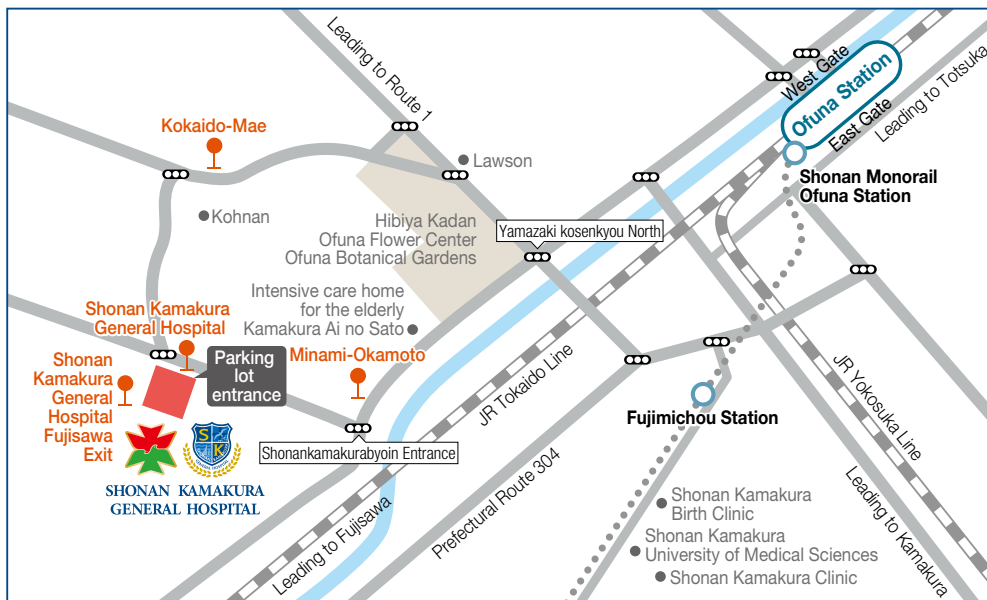 Leading to Route 1
West Gate
Ofuna Station
East Gate
Leading to Totsuka
Kokaido-Mae
Lawson
Shonan Monorail
Ofuna Station
Kohnan
Hibiya Kadan
Ofuna Flower Center
Ofuna Botanical Gardens
Yamazaki kosenkyou North
Intensive care home
for the elderly
Kamakura Ai no Sato
Shonan Kamakura
General Hospital
Parking
lot
entrance
Minami-Okamoto
Shonan
Kamakura
General
Hospital
Fujisawa
Exit
JR Tokaido Line
JR Yokosuka Line
Fujimichou Station
Shonankamakurabyoin Entrance
S
K
GENERAL HOSPITAL
SHONAN KAMAKURA
GENERAL HOSPITAL
Leading to Fujisawa
Prefectural Route 304
Leading to Kamakura
Shonan Kamakura
Birth Clinic
Shonan Kamakura
University of Medical Sciences
Shonan Kamakura Clinic